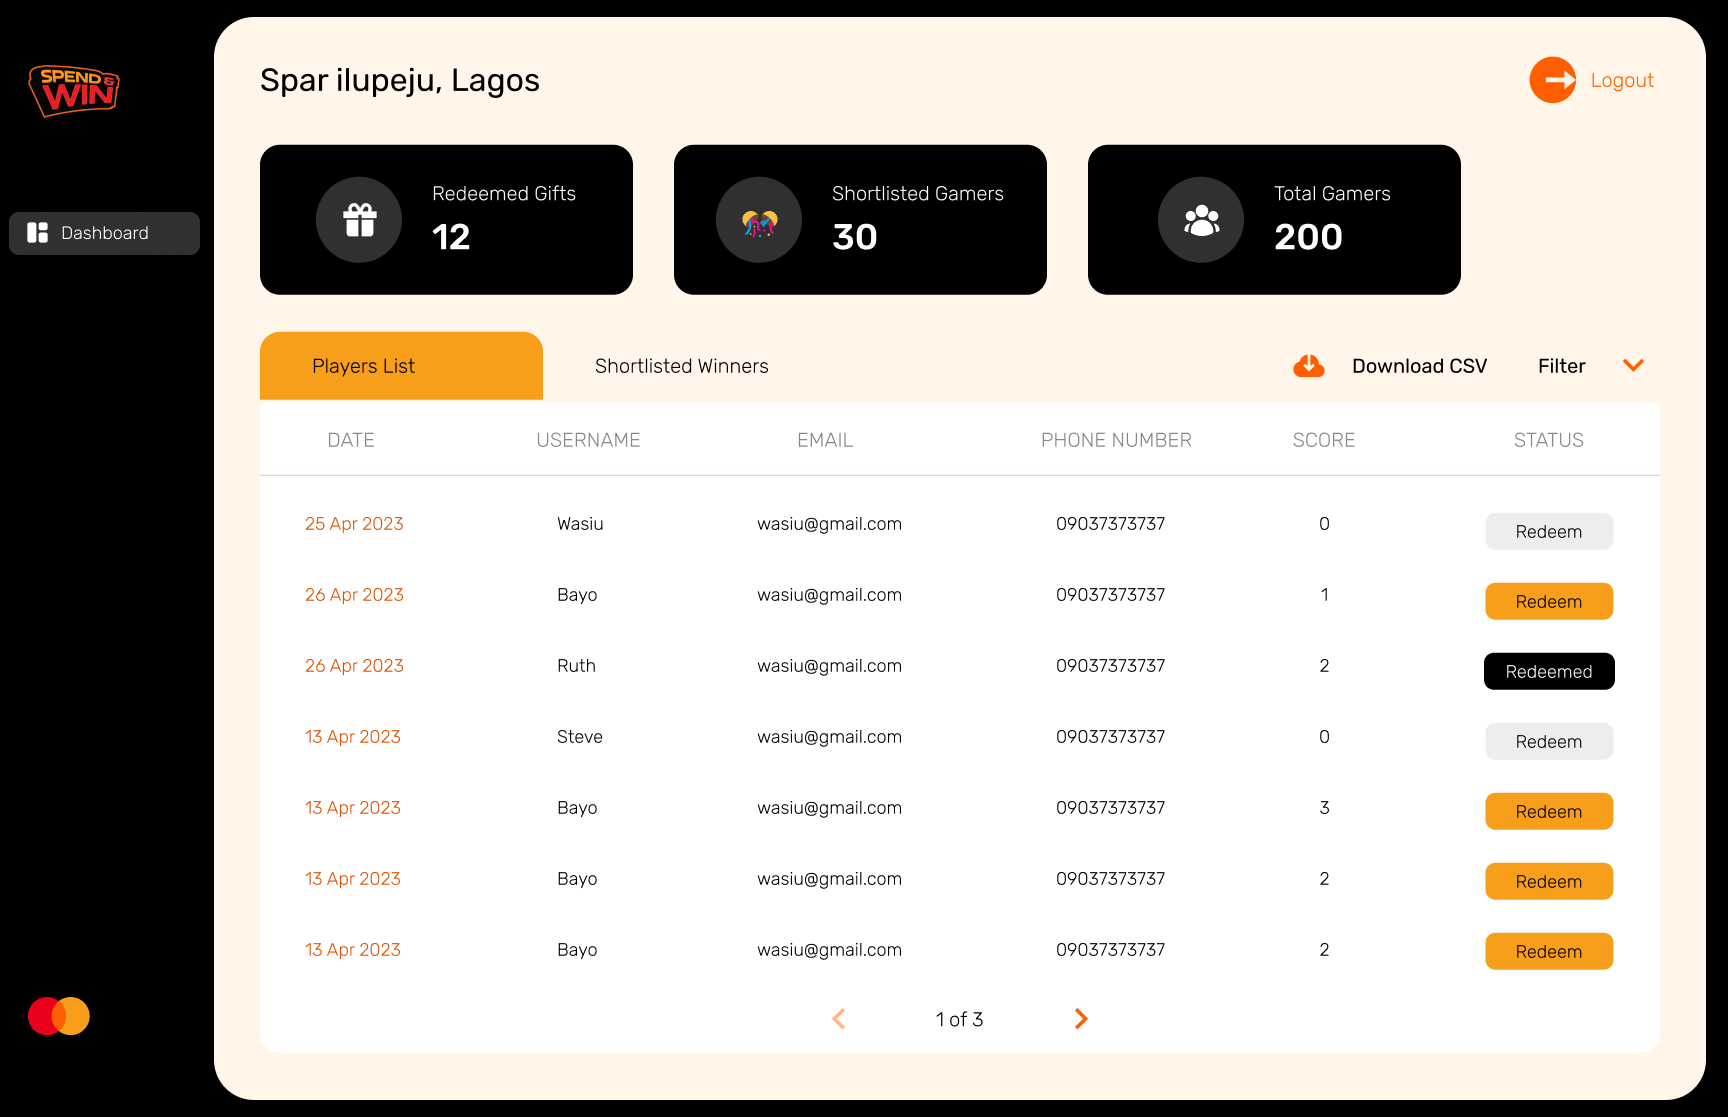 SPEND &
WIN
Spar ilupeju, Lagos
Logout
Dashboard
Redeemed Gifts
12
Shortlisted Gamers
30
Total Gamers
200
Players List
Shortlisted Winners
Download CSV
Filter
DATE USERNAME EMAIL PHONE NUMBER SCORE STATUS
25 Apr 2023 Wasiu wasiu@gmail.com 09037373737 0 Redeem
26 Apr 2023 Bayo wasiu@gmail.com 09037373737 1 Redeem
26 Apr 2023 Ruth wasiu@gmail.com 09037373737 2 Redeemed
13 Apr 2023 Steve wasiu@gmail.com 09037373737 0 Redeem
13 Apr 2023 Bayo wasiu@gmail.com 09037373737 3 Redeem
13 Apr 2023 Bayo wasiu@gmail.com 09037373737 2 Redeem
13 Apr 2023 Bayo wasiu@gmail.com 09037373737 2 Redeem
1 of 3